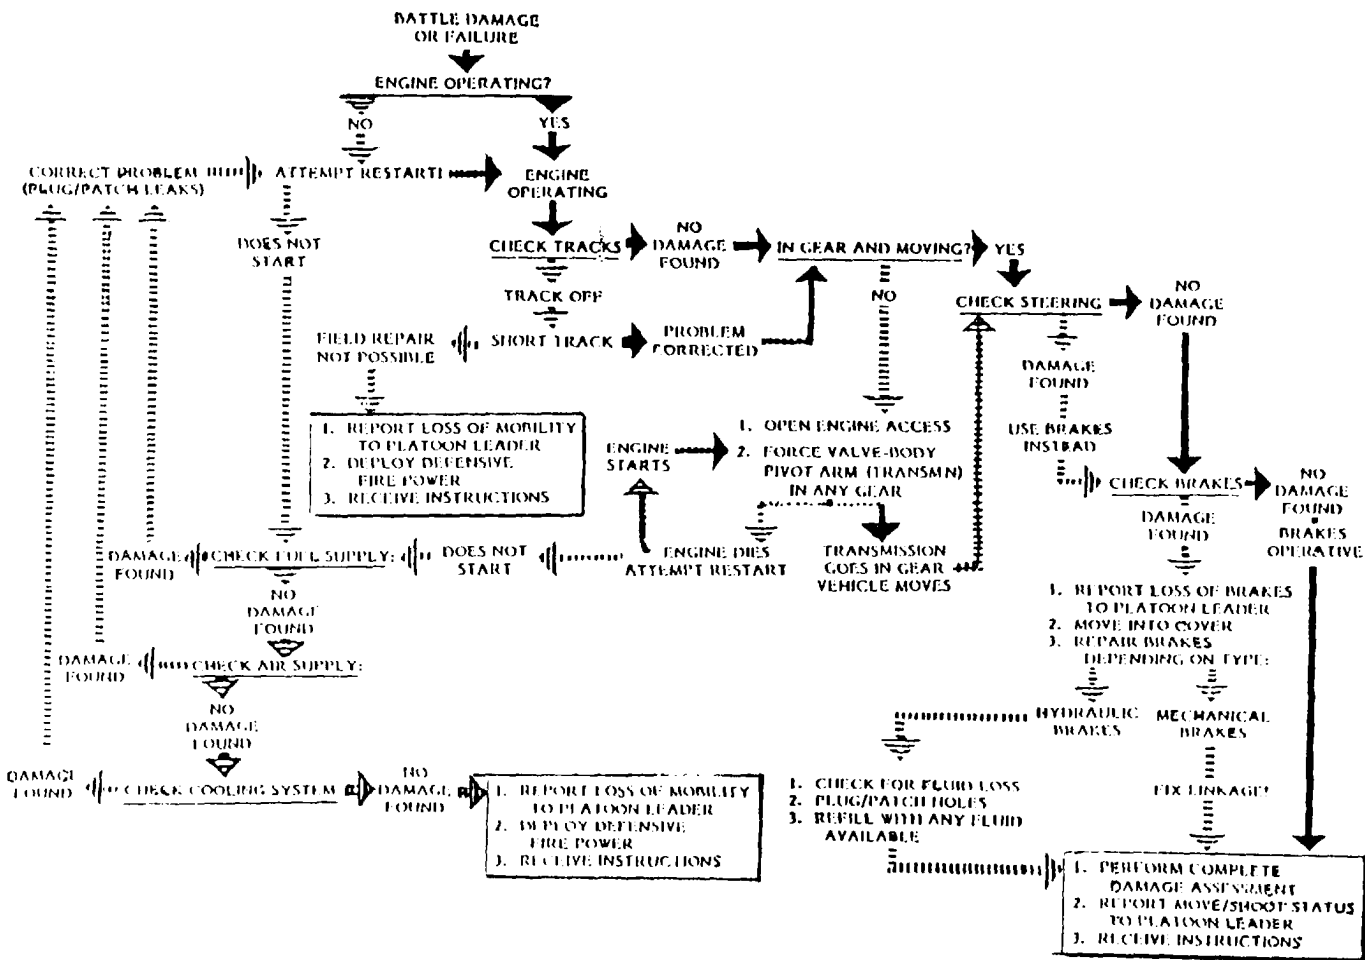 BATTLE DAMAGE
OR FAILURE
ENGINE OPERATING?
NO
YES
CORRECT PROBLEM
(PLUG/PATCH LEAKS)
ATTEMPT RESTART!
ENGINE
OPERATING
DOES NOT
START
CHECK TRACKS
NO
DAMAGE
FOUND
IN GEAR AND MOVING?
YES
TRACK OFF
NO
CHECK STEERING
NO
DAMAGE
FOUND
FIELD REPAIR
NOT POSSIBLE
SHORT TRACK
PROBLEM
CORRECTED
DAMAGE
FOUND
1. REPORT LOSS OF MOBILITY
TO PLATOON LEADER
2. DEPLOY DEFENSIVE
FIRE POWER
3. RECEIVE INSTRUCTIONS
ENGINE
STARTS
1. OPEN ENGINE ACCESS
2. FORCE VALVE-BODY
PIVOT ARM (TRANSMN)
IN ANY GEAR
USE BRAKES
INSTEAD
CHECK BRAKES
NO
DAMAGE
FOUND
BRAKES
OPERATIVE
DAMAGE
FOUND
DAMAGE
FOUND
CHECK FUEL SUPPLY:
DOES NOT
START
ENGINE DIES
ATTEMPT RESTART
TRANSMISSION
GOES IN GEAR
VEHICLE MOVES
NO
DAMAGE
FOUND
1. REPORT LOSS OF BRAKES
TO PLATOON LEADER
2. MOVE INTO COVER
3. REPAIR BRAKES
DEPENDING ON TYPE:
DAMAGE
FOUND
CHECK AIR SUPPLY:
NO
DAMAGE
FOUND
HYDRAULIC
BRAKES
MECHANICAL
BRAKES
DAMAGE
FOUND
CHECK COOLING SYSTEM
NO
DAMAGE
FOUND
1. REPORT LOSS OF MOBILITY
TO PLATOON LEADER
2. DEPLOY DEFENSIVE
FIRE POWER
3. RECEIVE INSTRUCTIONS
1. CHECK FOR FLUID LOSS
2. PLUG/PATCH HOLES
3. REFILL WITH ANY FLUID
AVAILABLE
FIX LINKAGE!
1. PERFORM COMPLETE
DAMAGE ASSESSMENT
2. REPORT MOVE/SHOOT STATUS
TO PLATOON LEADER
3. RECEIVE INSTRUCTIONS